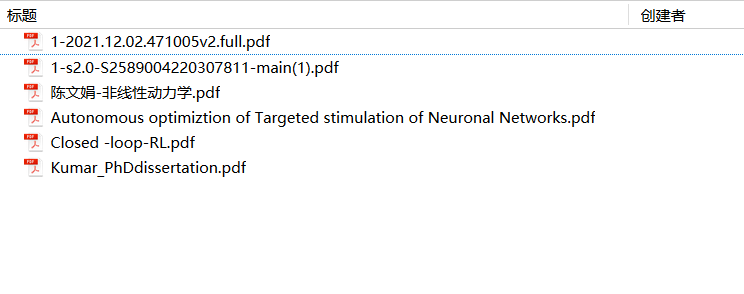 标题 创建者
1-2021.12.02.471005v2.full.pdf
1-s2.0-S2589004220307811-main(1).pdf
陈文娟-非线性动力学.pdf
Autonomous optimiztion of Targeted stimulation of Neuronal Networks.pdf
Closed -loop-RL.pdf
Kumar_PhDdissertation.pdf